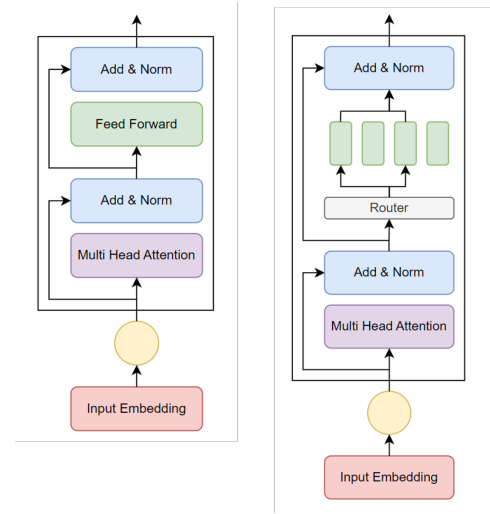 Add & Norm
Feed Forward
Add & Norm
Multi Head Attention
Input Embedding
Add & Norm
Router
Add & Norm
Multi Head Attention
Input Embedding